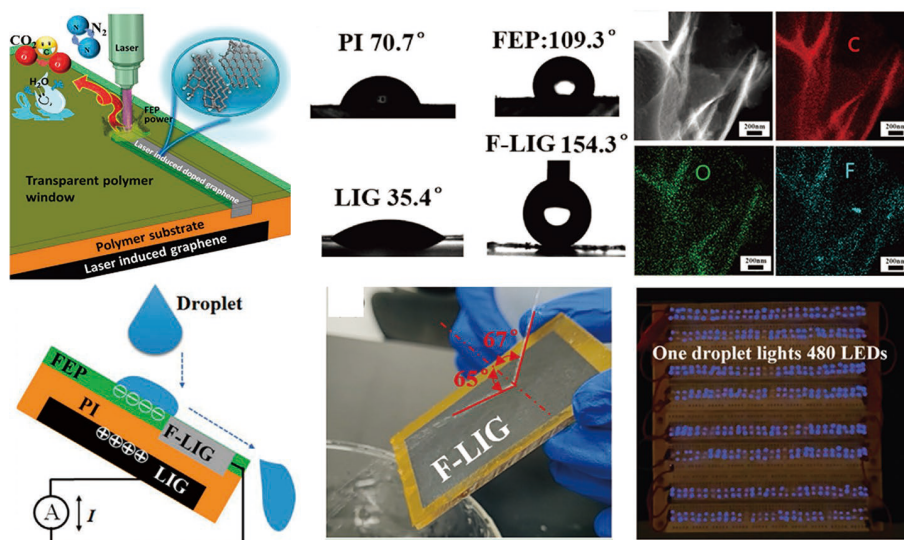 CO₂
N
N
N₂
Laser
O
C
O
H₂O
FEP
power
Laser induced doped graphene
Transparent polymer
window
Polymer substrate
Laser induced graphene
PI 70.7°
FEP:109.3°
LIG 35.4°
F-LIG 154.3°
200nm
C
200nm
O
200nm
F
200nm
Droplet
FEP
PI
F-LIG
LIG
A
I
67°
65°
F-LIG
One droplet lights 480 LEDs